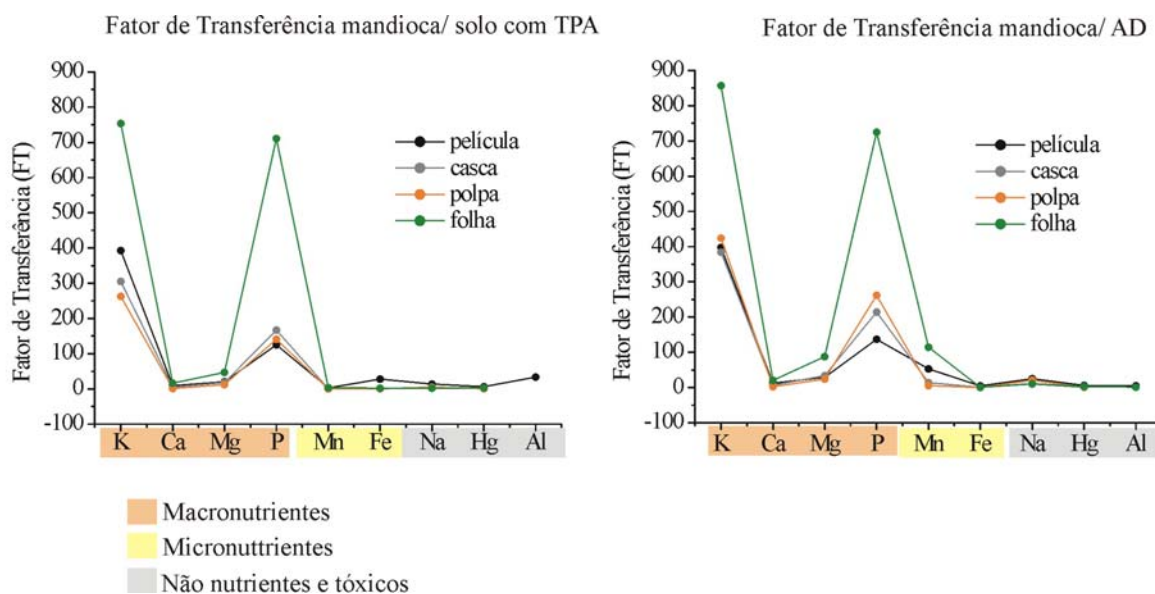 Fator de Transferência mandioca/ solo com TPA
Fator de Transferência (FT)
900
800
700
600
500
400
300
200
100
0
-100
película
casca
polpa
folha
K Ca Mg P Mn Fe Na Hg Al
Fator de Transferência mandioca/ AD
Fator de Transferência (FT)
900
800
700
600
500
400
300
200
100
0
-100
película
casca
polpa
folha
K Ca Mg P Mn Fe Na Hg Al
Macronutrientes
Micronuttrientes
Não nutrientes e tóxicos